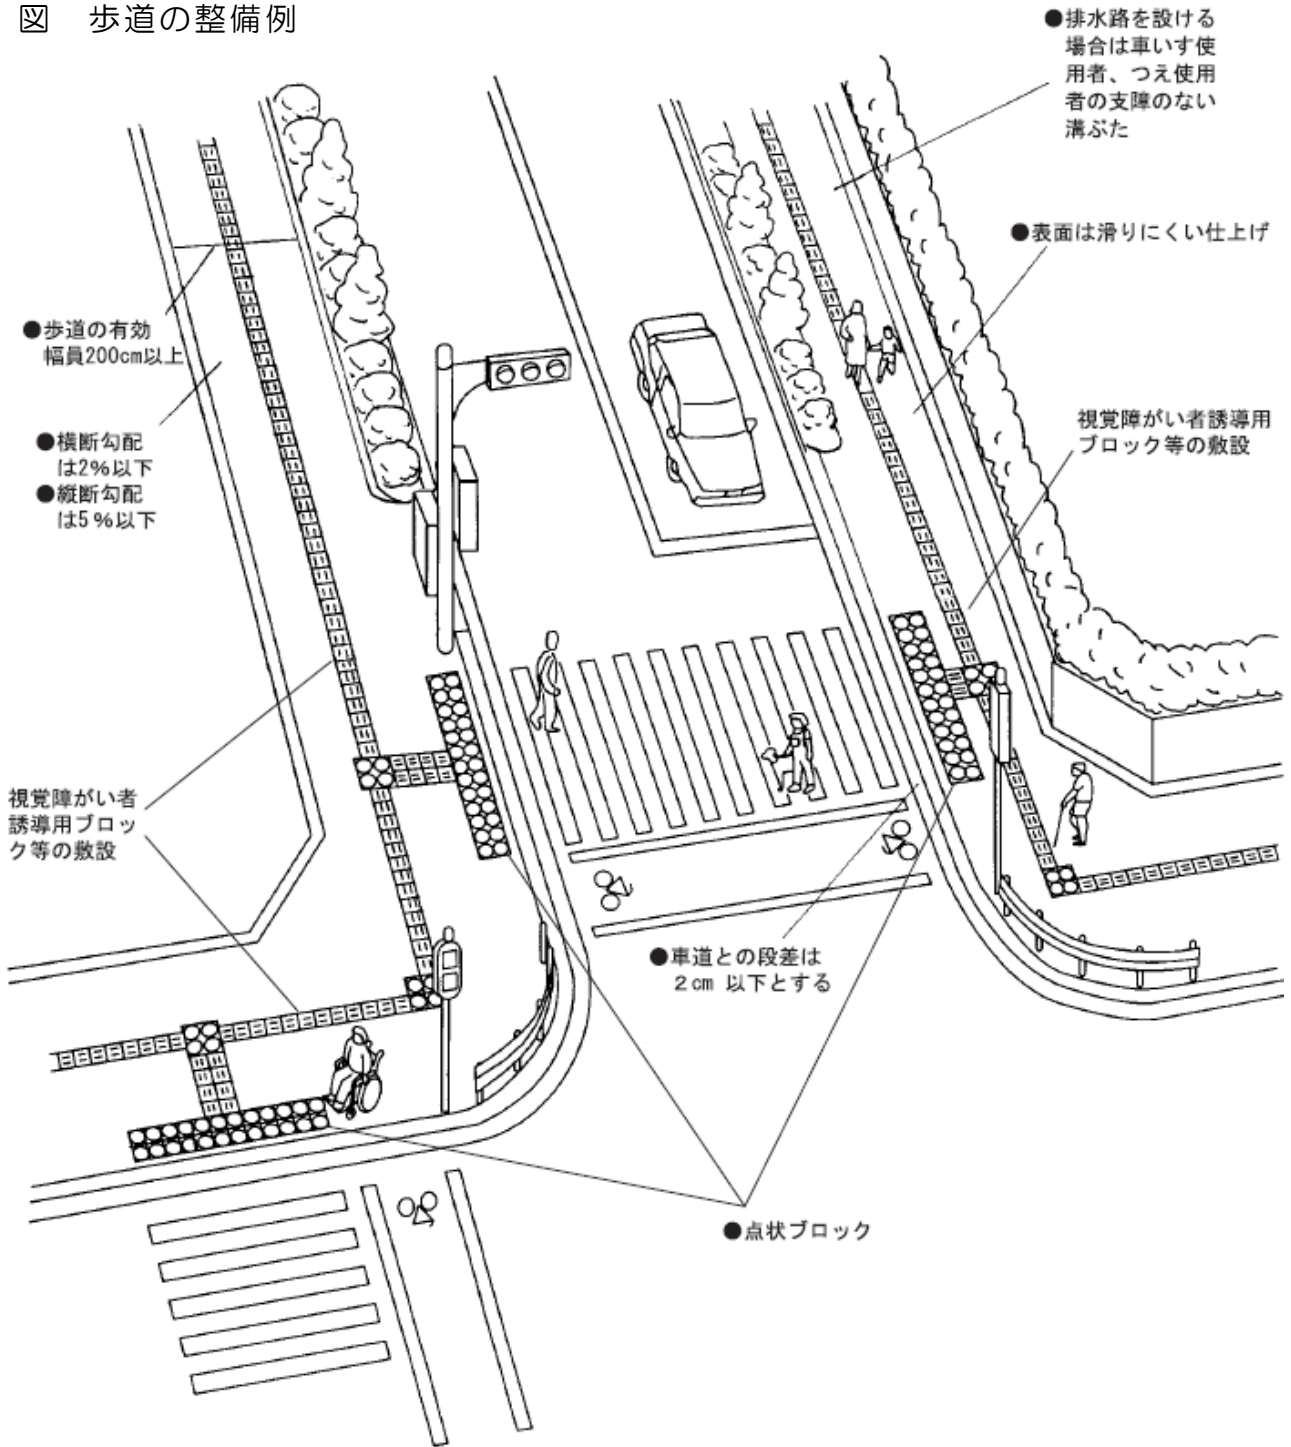 図　歩道の整備例
●排水路を設ける
場合は車いす使
用者、つえ使用
者の支障のない
溝ぶた
●表面は滑りにくい仕上げ
●歩道の有効
幅員200cm以上
視覚障がい者誘導用
ブロック等の敷設
●横断勾配
は2%以下
●縦断勾配
は5%以下
視覚障がい者
誘導用ブロッ
ク等の敷設
●車道との段差は
2cm 以下とする
●点状ブロック